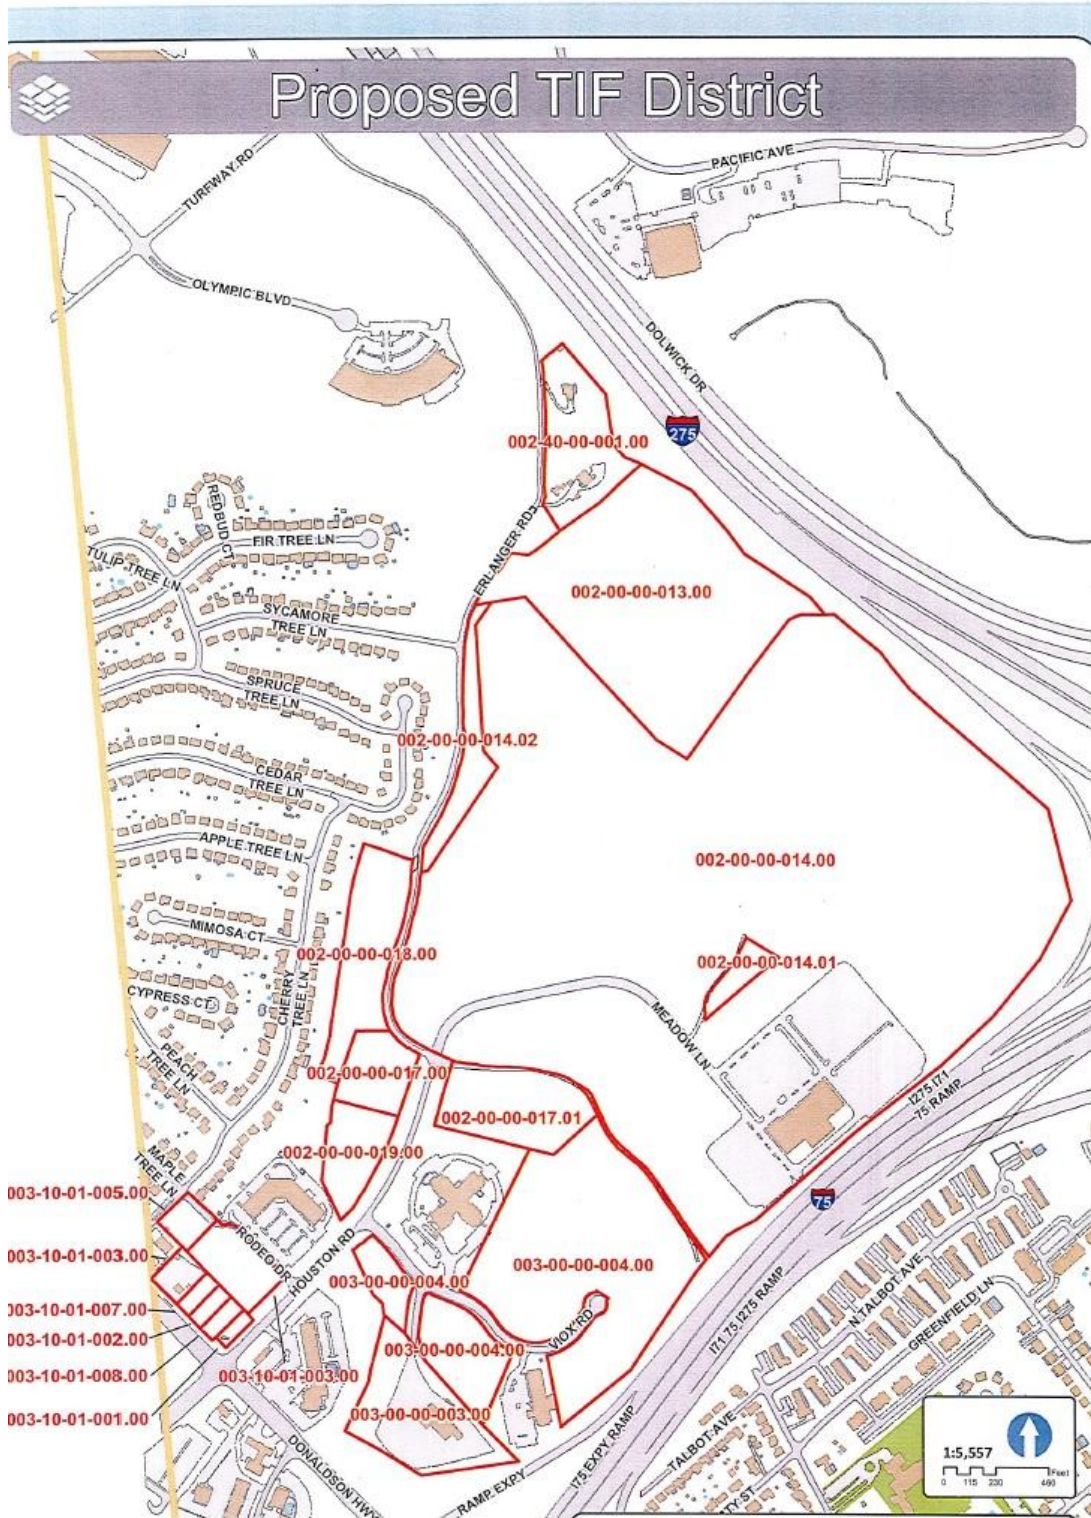 Proposed TIF District
PACIFIC AVE
TURFWAY RD
OLYMPIC BLVD
DOLWICK DR
275
002-40-00-001.00
REDBUD CT
FIR TREE LN
TULIP TREE LN
ERLANGER RD
002-00-00-013.00
SYCAMORE
TREE LN
SPRUCE
TREE LN
002-00-00-014.02
CEDAR
TREE LN
APPLE TREE LN
002-00-00-014.00
MIMOSA CT
002-00-00-018.00
002-00-00-014.01
CYPRESS CT
CHERRY
TREE LN
MEADOW LN
PEACH
TREE LN
002-00-00-017.00
I275 I71
75 RAMP
002-00-00-017.01
002-00-00-019.00
MAPLE
TREE LN
003-10-01-005.00
75
RODEO DR
HOUSTON RD
003-10-01-003.00
003-00-00-004.00
003-00-00-004.00
N TALBOT AVE
GREENFIELD LN
003-10-01-007.00
I71 75 I275 RAMP
VIOX RD
003-10-01-002.00
003-00-00-004.00
003-10-01-008.00
003-10-01-003.00
003-10-01-001.00
003-00-00-003.00
TALBOT AVE
DONALDSON HWY
I75 EXPY RAMP
RAMP EXPY
TY ST
1:5,557
Feet
0 115 230 460